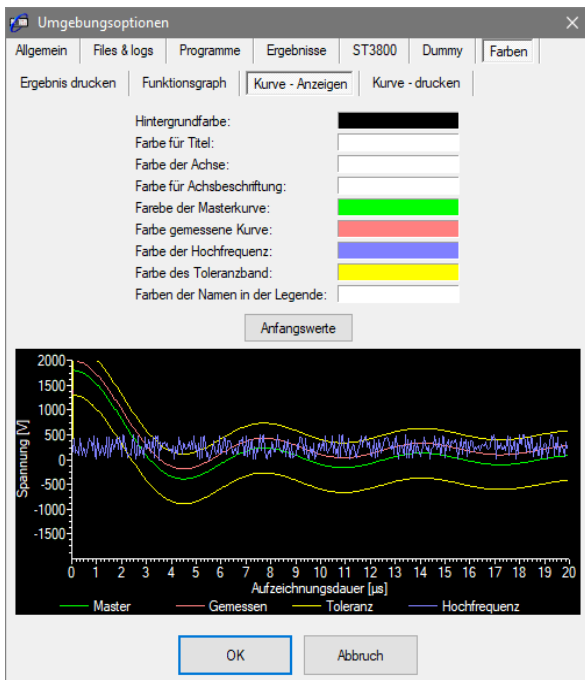 Umgebungsoptionen
Allgemein Files & logs Programme Ergebnisse ST3800 Dummy Farben
Ergebnis drucken Funktionsgraph Kurve - Anzeigen Kurve - drucken
Hintergrundfarbe:
Farbe für Titel:
Farbe der Achse:
Farbe für Achsbeschriftung:
Farebe der Masterkurve:
Farbe gemessene Kurve:
Farbe der Hochfrequenz:
Farbe des Toleranzband:
Farben der Namen in der Legende:
Anfangswerte
Spannung [V]
2000
1500
1000
500
0
-500
-1000
-1500
0 1 2 3 4 5 6 7 8 9 10 11 12 13 14 15 16 17 18 19 20
Aufzeichnungsdauer [µs]
Master Gemessen Toleranz Hochfrequenz
OK Abbruch